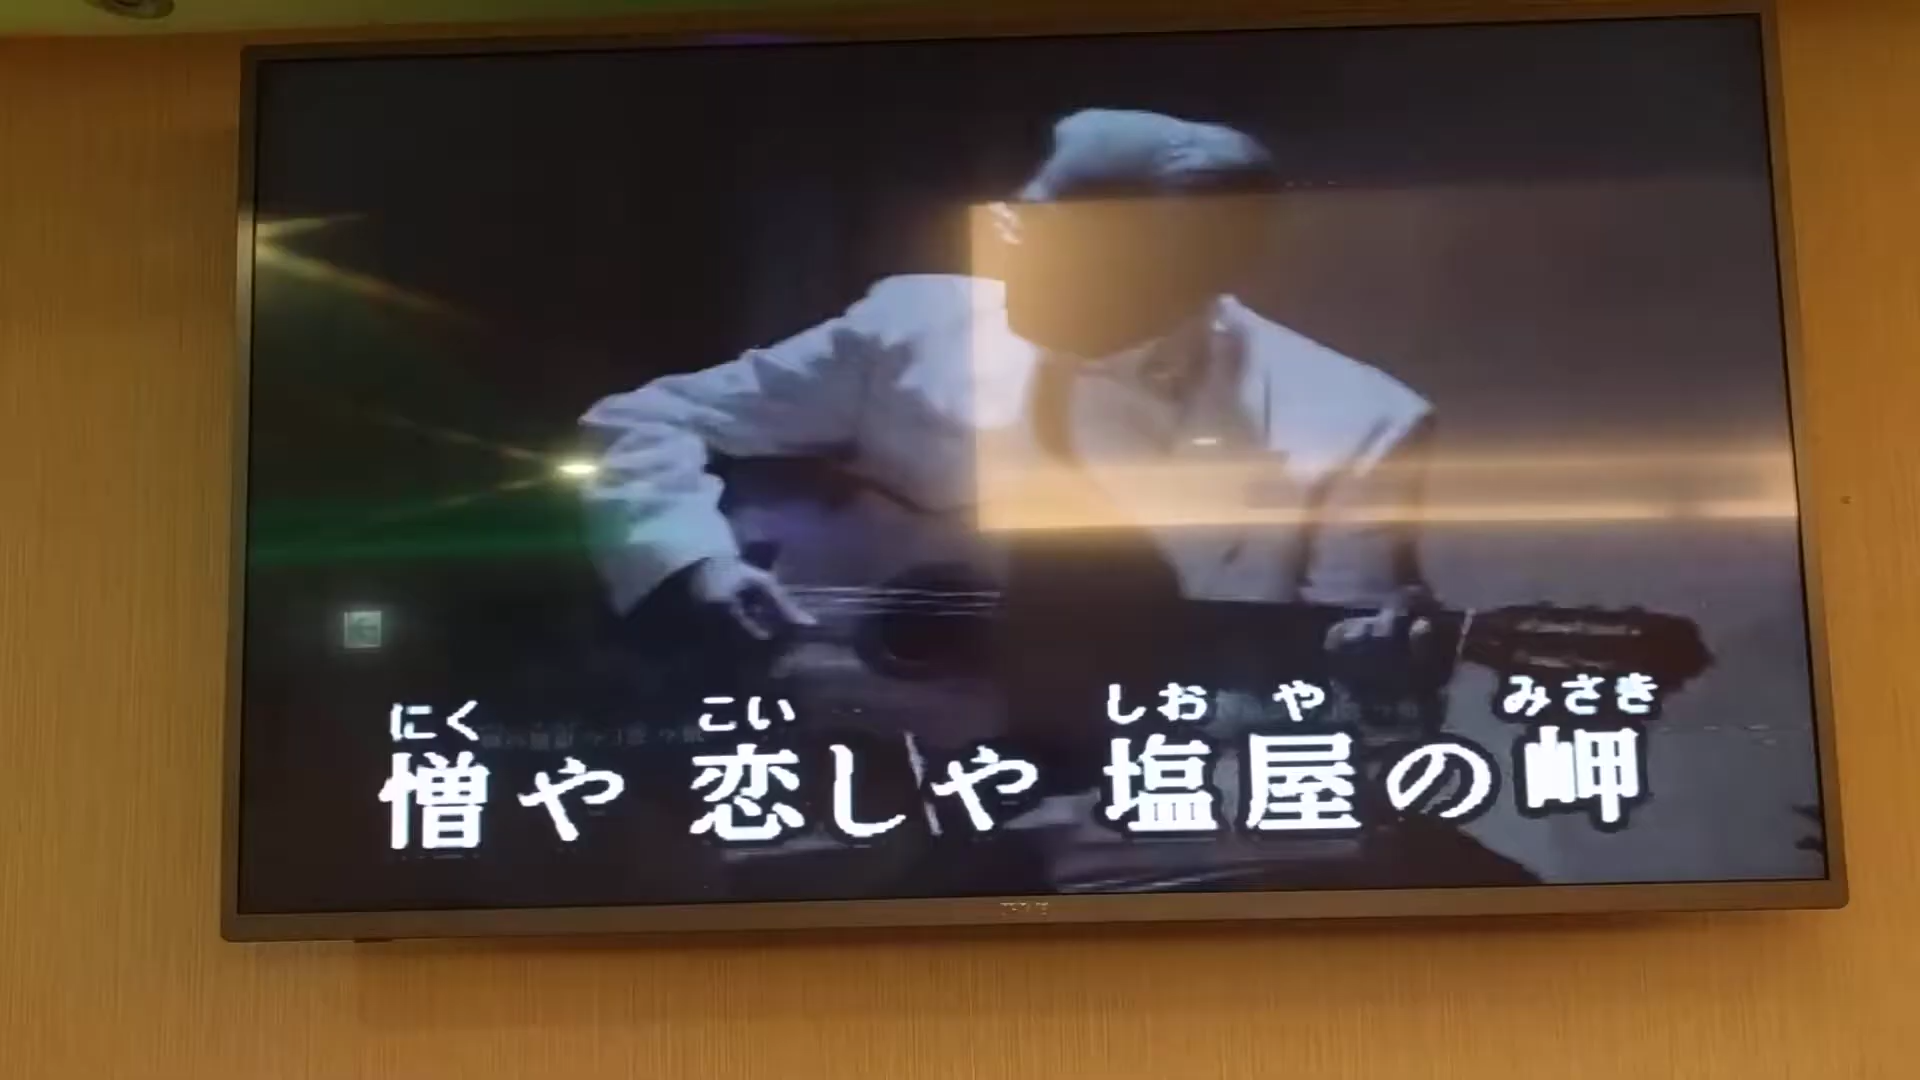 にく こい しお や みさき
憎や 恋しや 塩屋の岬